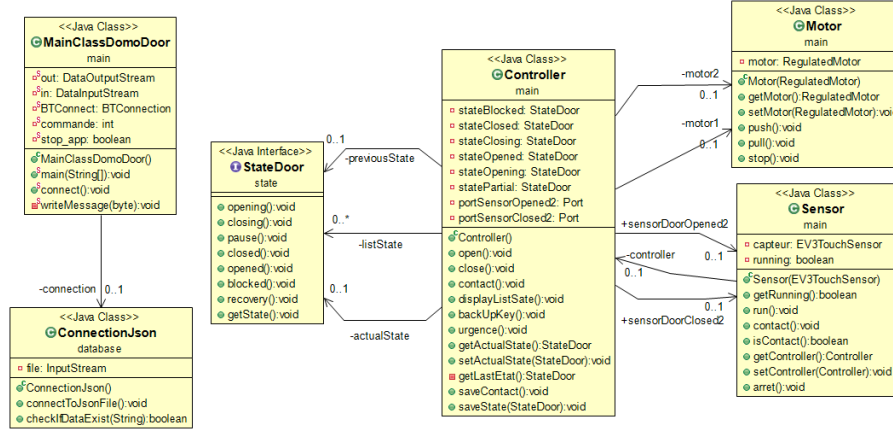 <<Java Class>>
MainClassDomoDoor
main
out: DataOutputStream
in: DataInputStream
BTConnect: BTConnection
commande: int
stop_app: boolean
MainClassDomoDoor()
main(String[]):void
connect():void
writeMessage(byte):void
-connection
0..1
<<Java Class>>
ConnectionJson
database
file: InputStream
ConnectionJson()
connectToJsonFile():void
checkIfDataExist(String):boolean
<<Java Interface>>
StateDoor
state
opening():void
closing():void
pause():void
closed():void
opened():void
blocked():void
recovery():void
getState():void
0..1
-previousState
0..*
-listState
0..1
-actualState
<<Java Class>>
Controller
main
stateBlocked: StateDoor
stateClosed: StateDoor
stateClosing: StateDoor
stateOpened: StateDoor
stateOpening: StateDoor
statePartial: StateDoor
portSensorOpened2: Port
portSensorClosed2: Port
Controller()
open():void
close():void
contact():void
displayListSate():void
backUpKey():void
urgence():void
getActualState():StateDoor
setActualState(StateDoor):void
getLastEtat():StateDoor
saveContact():void
saveState(StateDoor):void
-motor2
0..1
-motor1
0..1
+sensorDoorOpened2
0..1
-controller
0..1
+sensorDoorClosed2
0..1
<<Java Class>>
Motor
main
motor: RegulatedMotor
Motor(RegulatedMotor)
getMotor():RegulatedMotor
setMotor(RegulatedMotor):void
push():void
pull():void
stop():void
<<Java Class>>
Sensor
main
capteur: EV3TouchSensor
running: boolean
Sensor(EV3TouchSensor)
getRunning():boolean
run():void
contact():void
isContact():boolean
getController():Controller
setController(Controller):void
arret():void